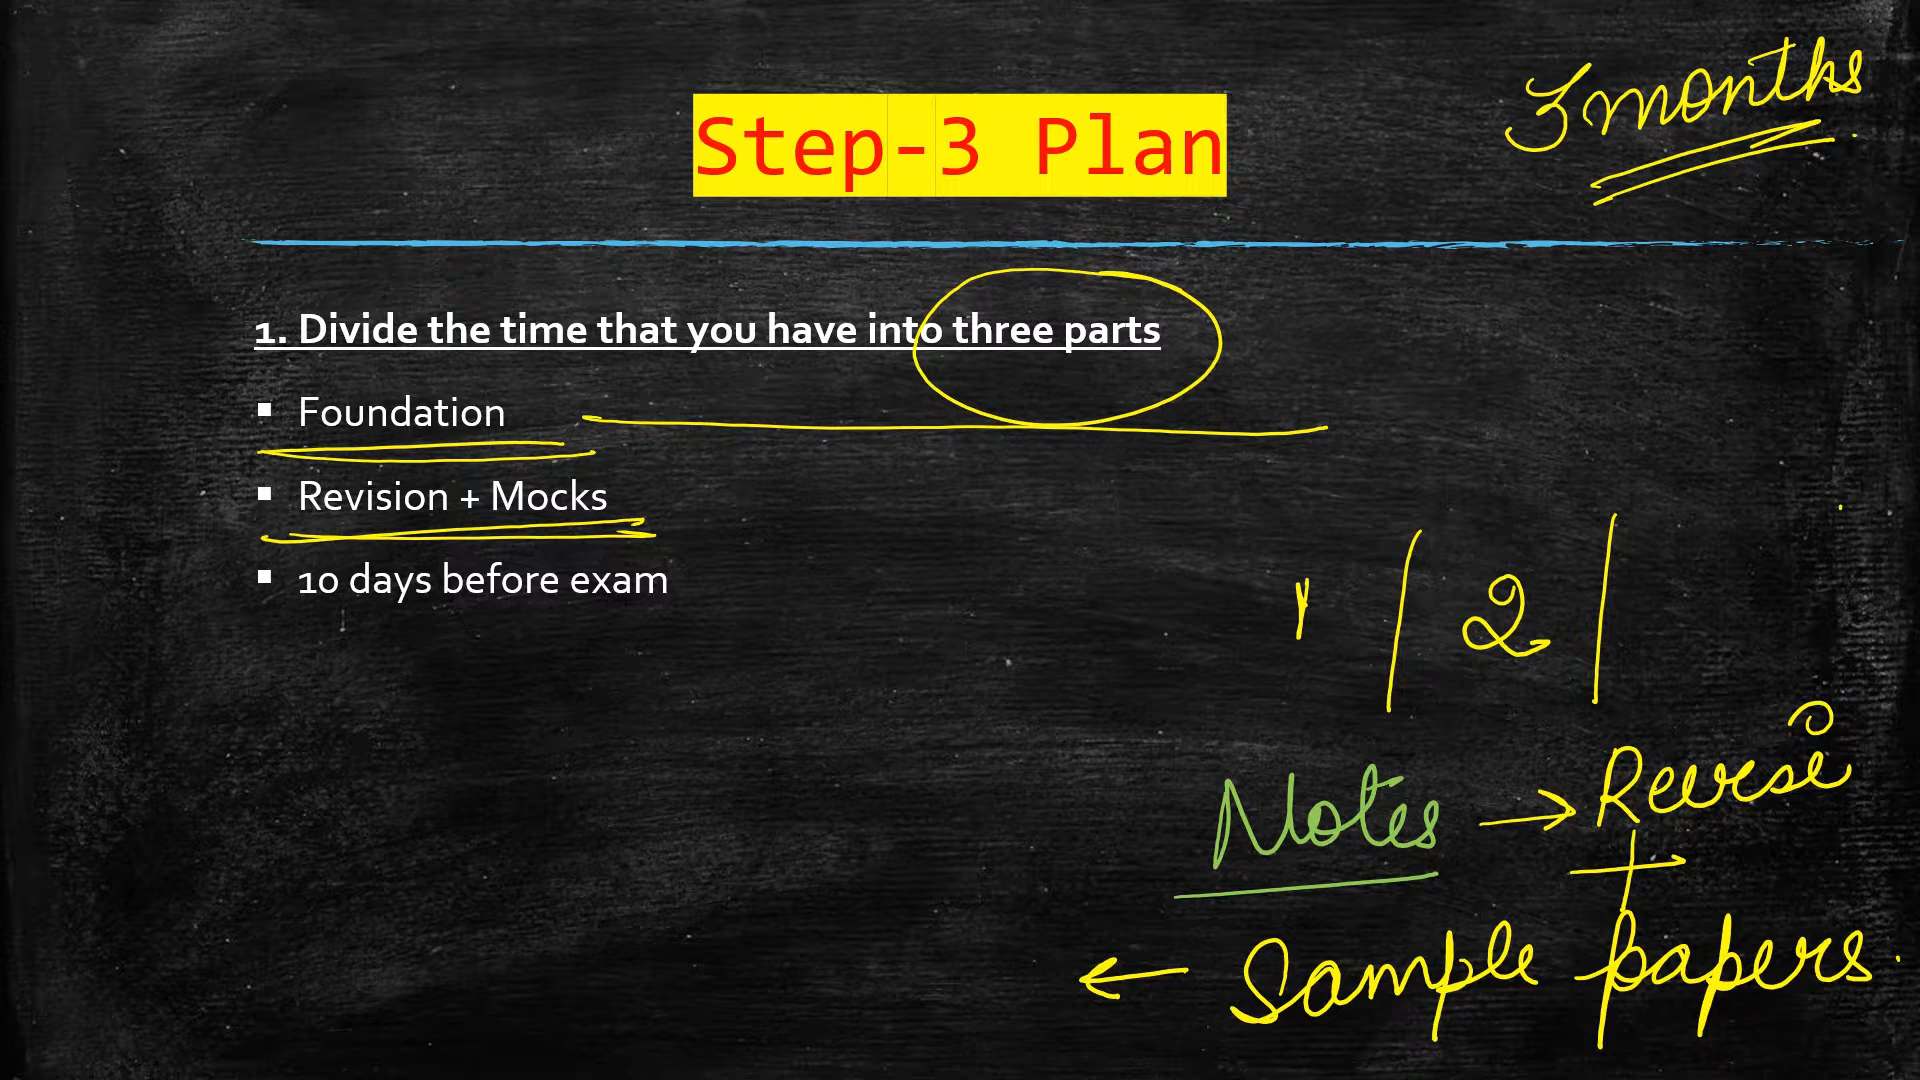 3 months
Step-3 Plan
1. Divide the time that you have into three parts
▪ Foundation
▪ Revision + Mocks
▪ 10 days before exam
1 | 2 |
Notes → Revise
+
← Sample papers.